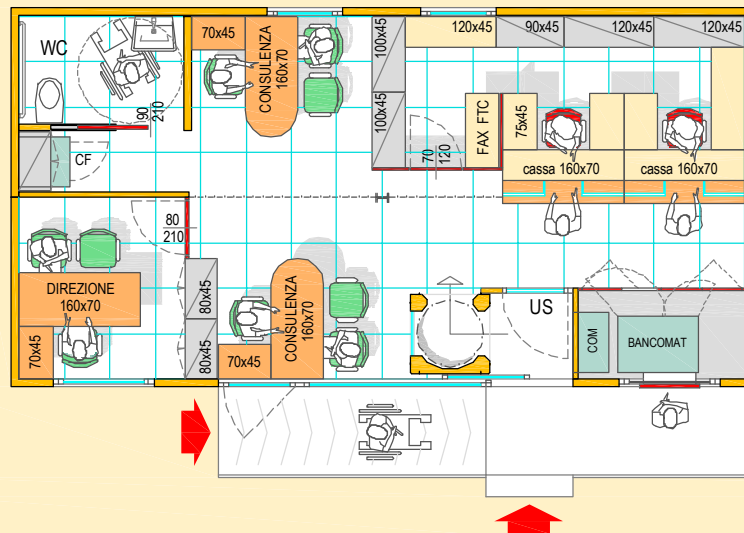 WC
70x45
CONSULENZA
160x70
100x45
100x45
120x45
90x45
120x45
120x45
90
210
CF
70
120
FAX FTC
75x45
cassa 160x70
cassa 160x70
80
210
DIREZIONE
160x70
70x45
80x45
80x45
CONSULENZA
160x70
70x45
US
COM
BANCOMAT